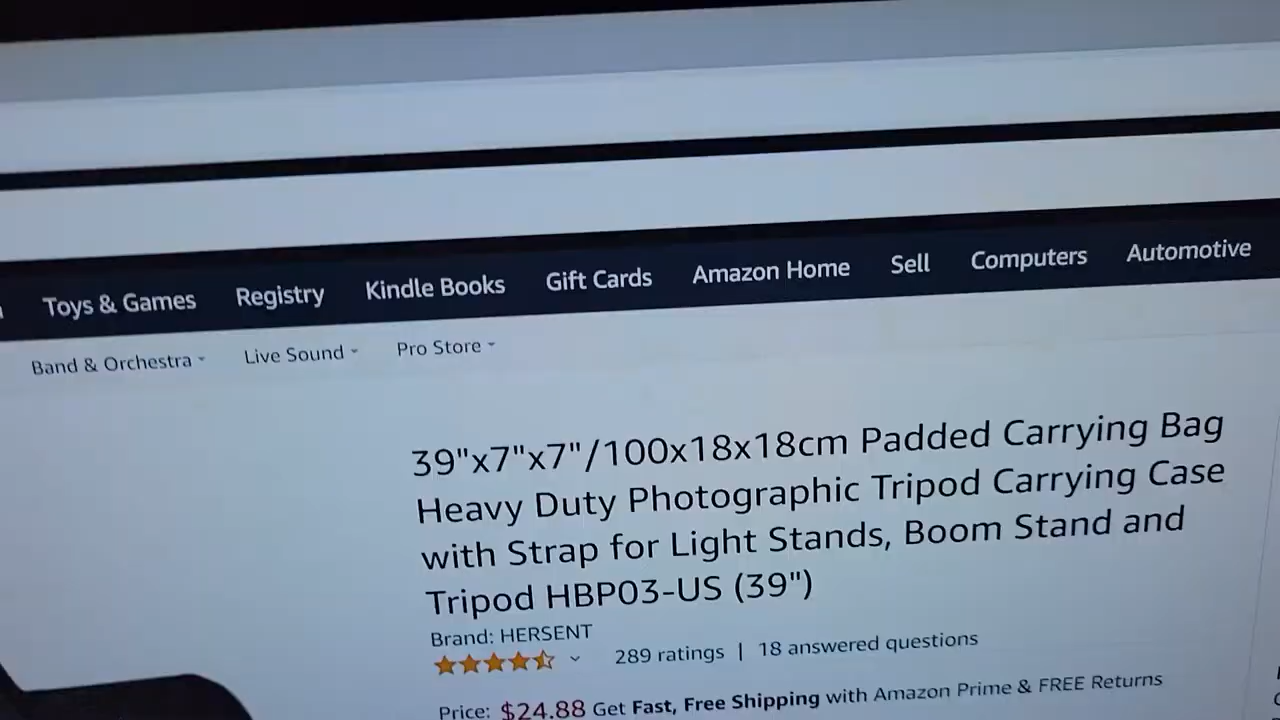 Toys & Games Registry Kindle Books Gift Cards Amazon Home Sell Computers Automotive
Band & Orchestra Live Sound Pro Store
39"x7"x7"/100x18x18cm Padded Carrying Bag
Heavy Duty Photographic Tripod Carrying Case
with Strap for Light Stands, Boom Stand and
Tripod HBP03-US (39")
Brand: HERSENT
289 ratings | 18 answered questions
Price: $24.88 Get Fast, Free Shipping with Amazon Prime & FREE Returns